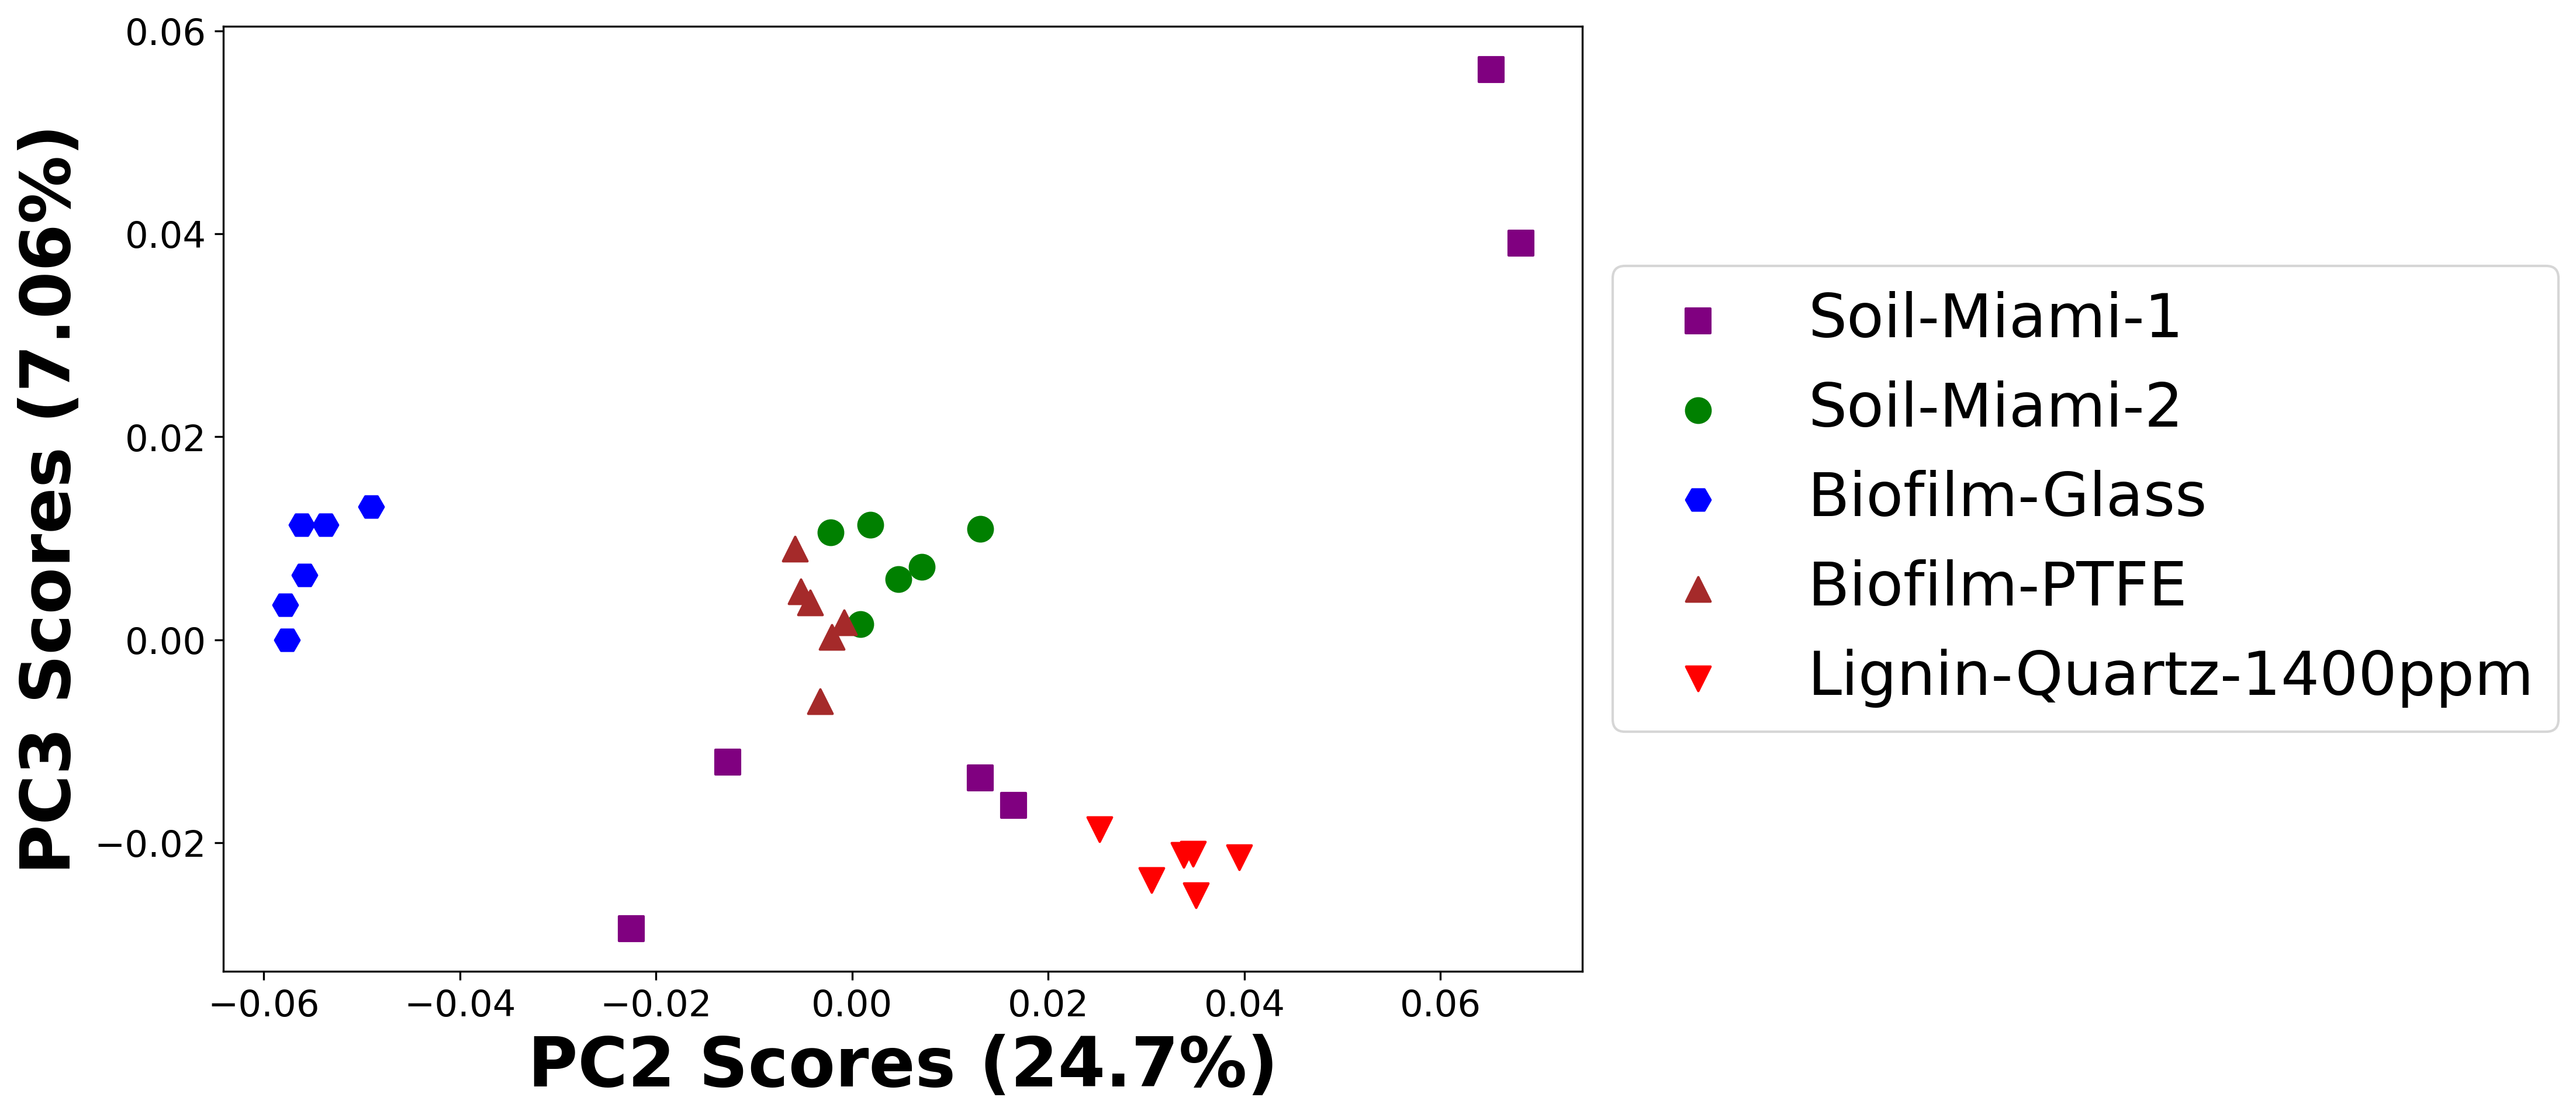 0.06
0.04
0.02
0.00
−0.02
PC3 Scores (7.06%)
−0.06
−0.04
−0.02
0.00
0.02
0.04
0.06
PC2 Scores (24.7%)
Soil-Miami-1
Soil-Miami-2
Biofilm-Glass
Biofilm-PTFE
Lignin-Quartz-1400ppm